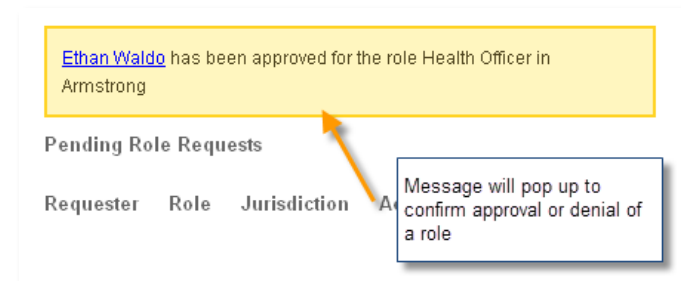 Ethan Waldo has been approved for the role Health Officer in
Armstrong
Pending Role Requests
Requester Role Jurisdiction
Message will pop up to
confirm approval or denial of
a role